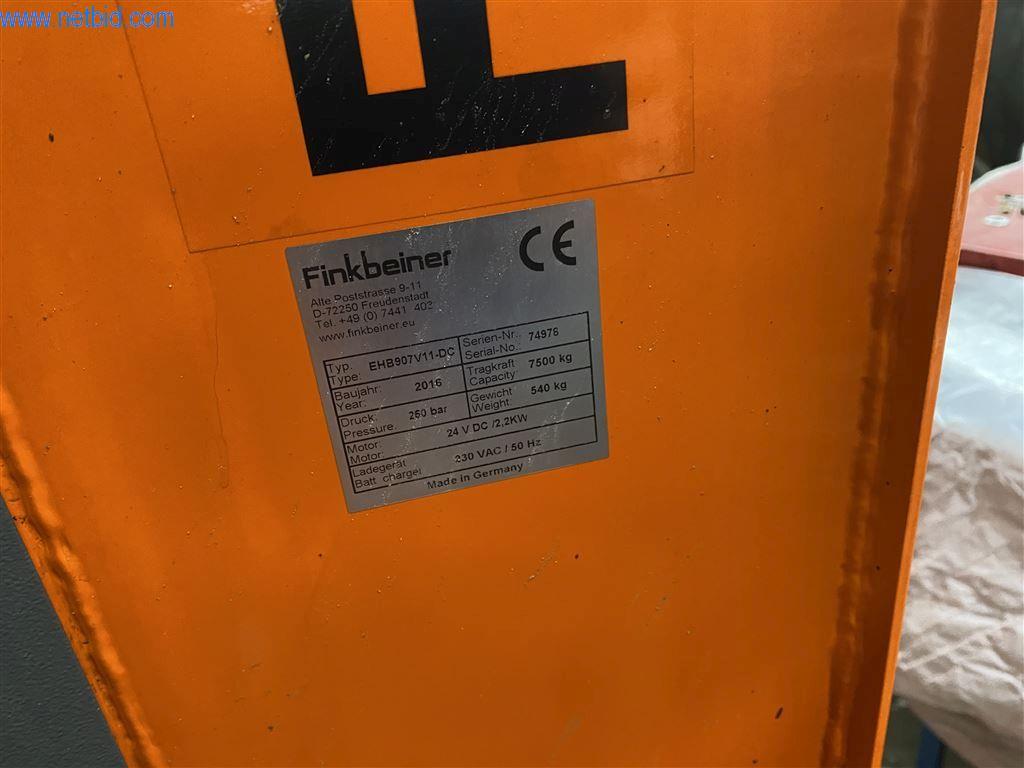 www.netbid.com
F
Finkbeiner CE
Alte Poststrasse 9-11
D-72250 Freudenstadt
Tel. +49 (0) 7441 403
www.finkbeiner.eu
Typ. Type: EHB907V11-DC Serien-Nr. Serial-No.: 74976
Baujahr: Year: 2016 Tragkraft Capacity 7500 kg
Druck: Pressure. 250 bar Gewicht Weight: 540 kg
Motor: Motor: 24 V DC /2,2KW
Ladegerät Batt charger 230 VAC / 50 Hz
Made in Germany